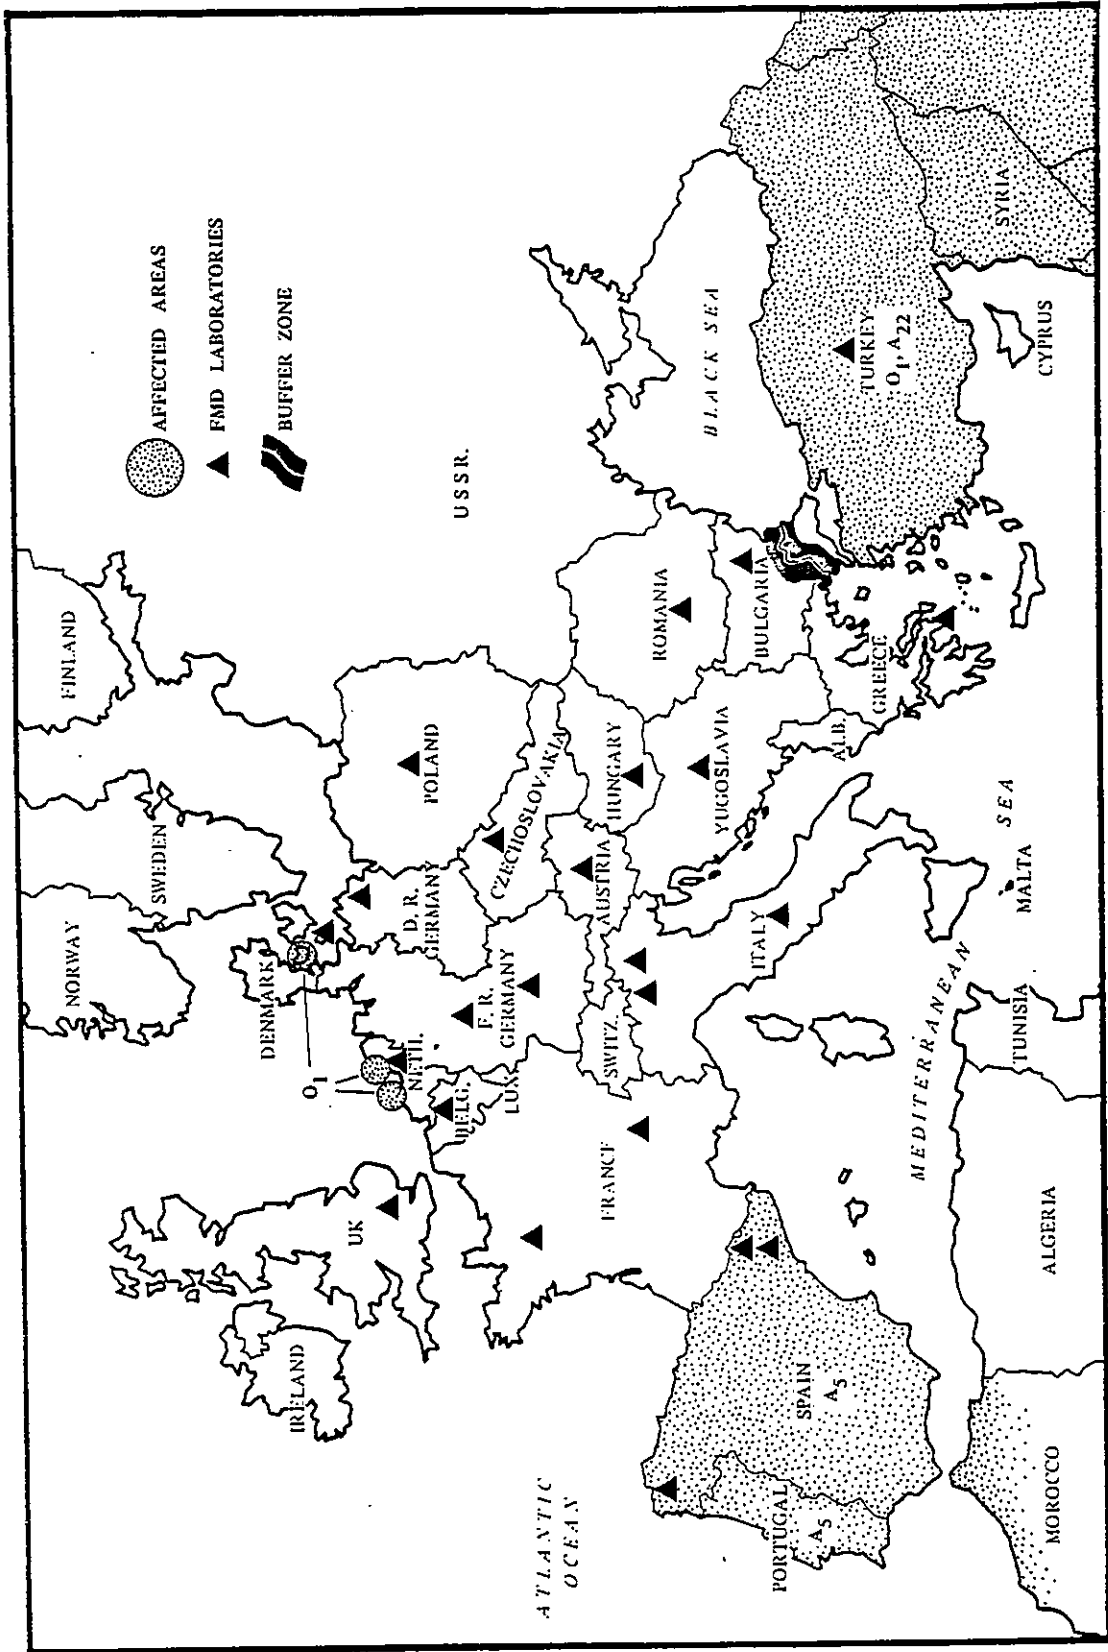 AFFECTED AREAS
FMD LABORATORIES
BUFFER ZONE
NORWAY
SWEDEN
FINLAND
DENMARK
O1
IRELAND
UK
NETH.
BELG.
LUX.
F. R.
GERMANY
D. R.
GERMANY
POLAND
USSR.
CZECHOSLOVAKIA
ATLANTIC
OCEAN
FRANCE
SWITZ.
AUSTRIA
HUNGARY
ROMANIA
YUGOSLAVIA
BULGARIA
BLACK SEA
ITALY
ALB.
GREECE
TURKEY
O1, A22
PORTUGAL
A5
SPAIN
A5
MEDITERRANEAN
SEA
MALTA
CYPRUS
SYRIA
MOROCCO
ALGERIA
TUNISIA